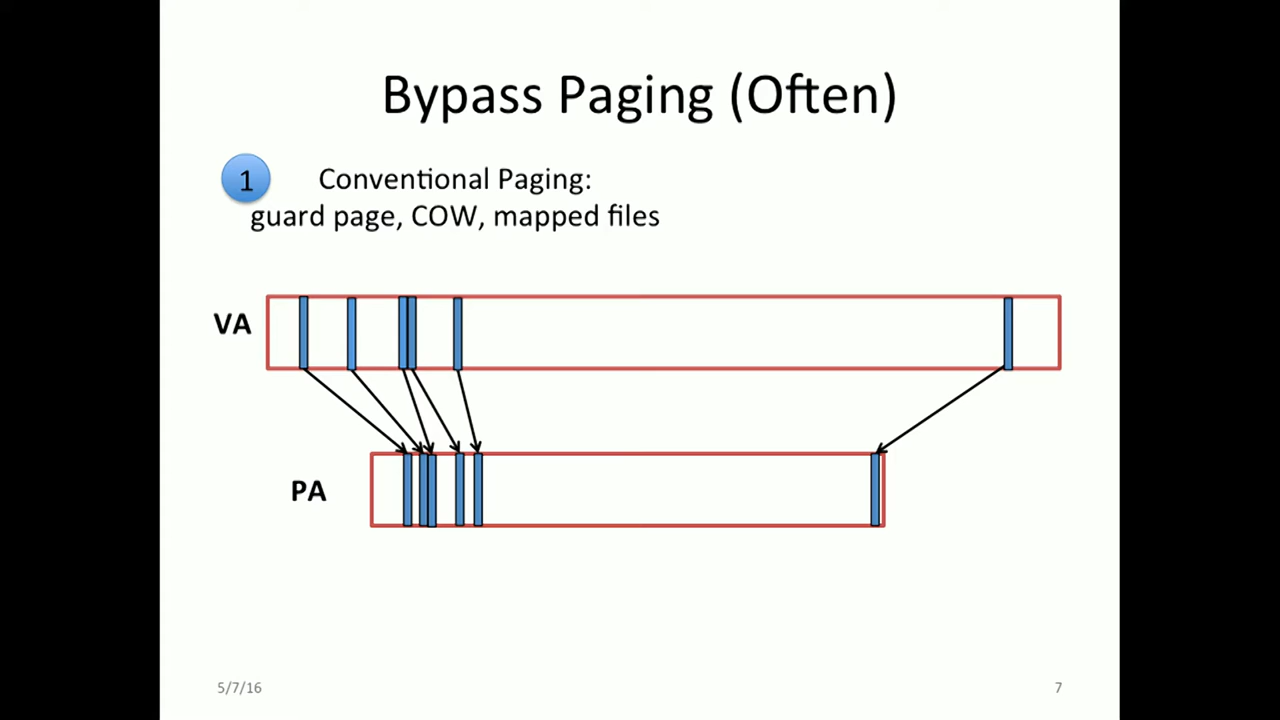 Bypass Paging (Often)
1
Conventional Paging:
guard page, COW, mapped files
VA
PA
5/7/16
7